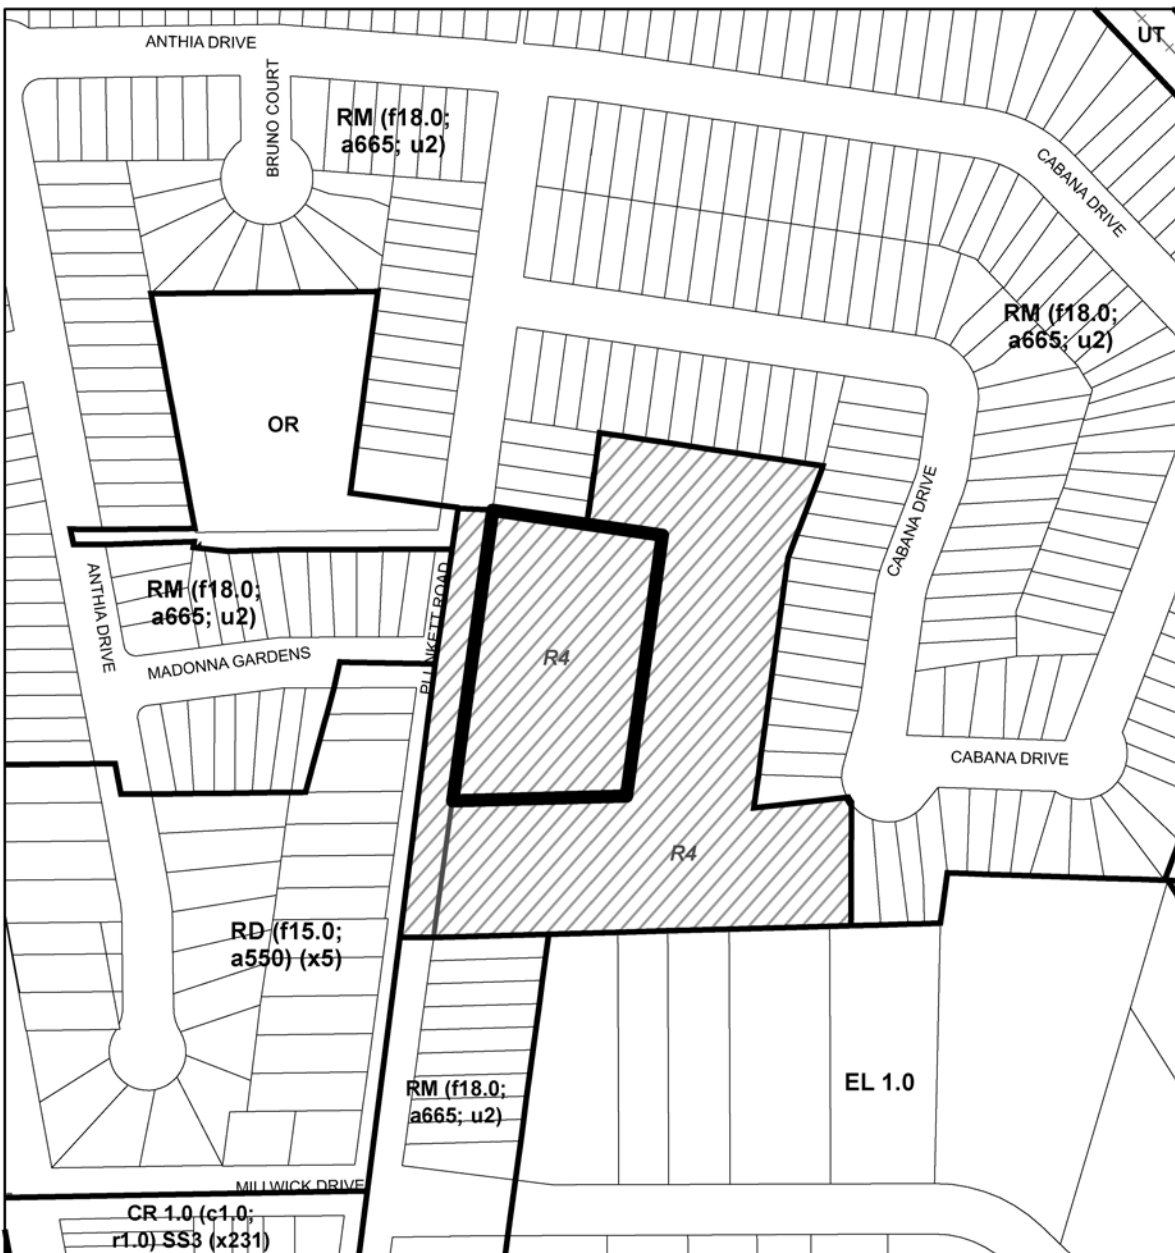 UT
ANTHIA DRIVE
BRUNO COURT
RM (f18.0;
a665; u2)
CABANA DRIVE
RM (f18.0;
a665; u2)
OR
CABANA DRIVE
ANTHIA DRIVE
RM (f18.0;
a665; u2)
PLUNKETT ROAD
MADONNA GARDENS
R4
CABANA DRIVE
R4
RD (f15.0;
a550) (x5)
EL 1.0
RM (f18.0;
a665; u2)
MILLWICK DRIVE
CR 1.0 (c1.0;
r1.0) SS3 (x231)